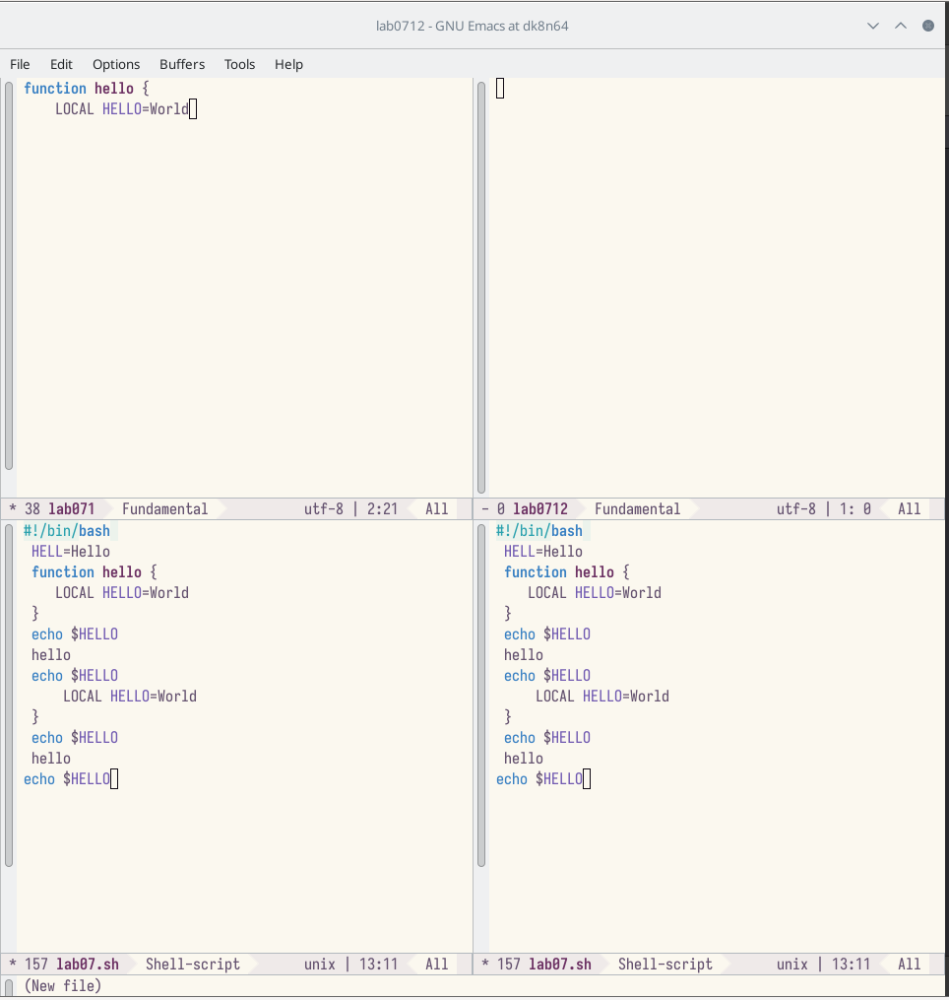 lab0712 - GNU Emacs at dk8n64
File Edit Options Buffers Tools Help
function hello {
    LOCAL HELLO=World
* 38 lab071 Fundamental utf-8 | 2:21 All
- 0 lab0712 Fundamental utf-8 | 1: 0 All
#!/bin/bash
 HELL=Hello
 function hello {
    LOCAL HELLO=World
 }
 echo $HELLO
 hello
 echo $HELLO
     LOCAL HELLO=World
 }
 echo $HELLO
 hello
echo $HELLO
* 157 lab07.sh Shell-script unix | 13:11 All
#!/bin/bash
 HELL=Hello
 function hello {
    LOCAL HELLO=World
 }
 echo $HELLO
 hello
 echo $HELLO
     LOCAL HELLO=World
 }
 echo $HELLO
 hello
echo $HELLO
* 157 lab07.sh Shell-script unix | 13:11 All
(New file)